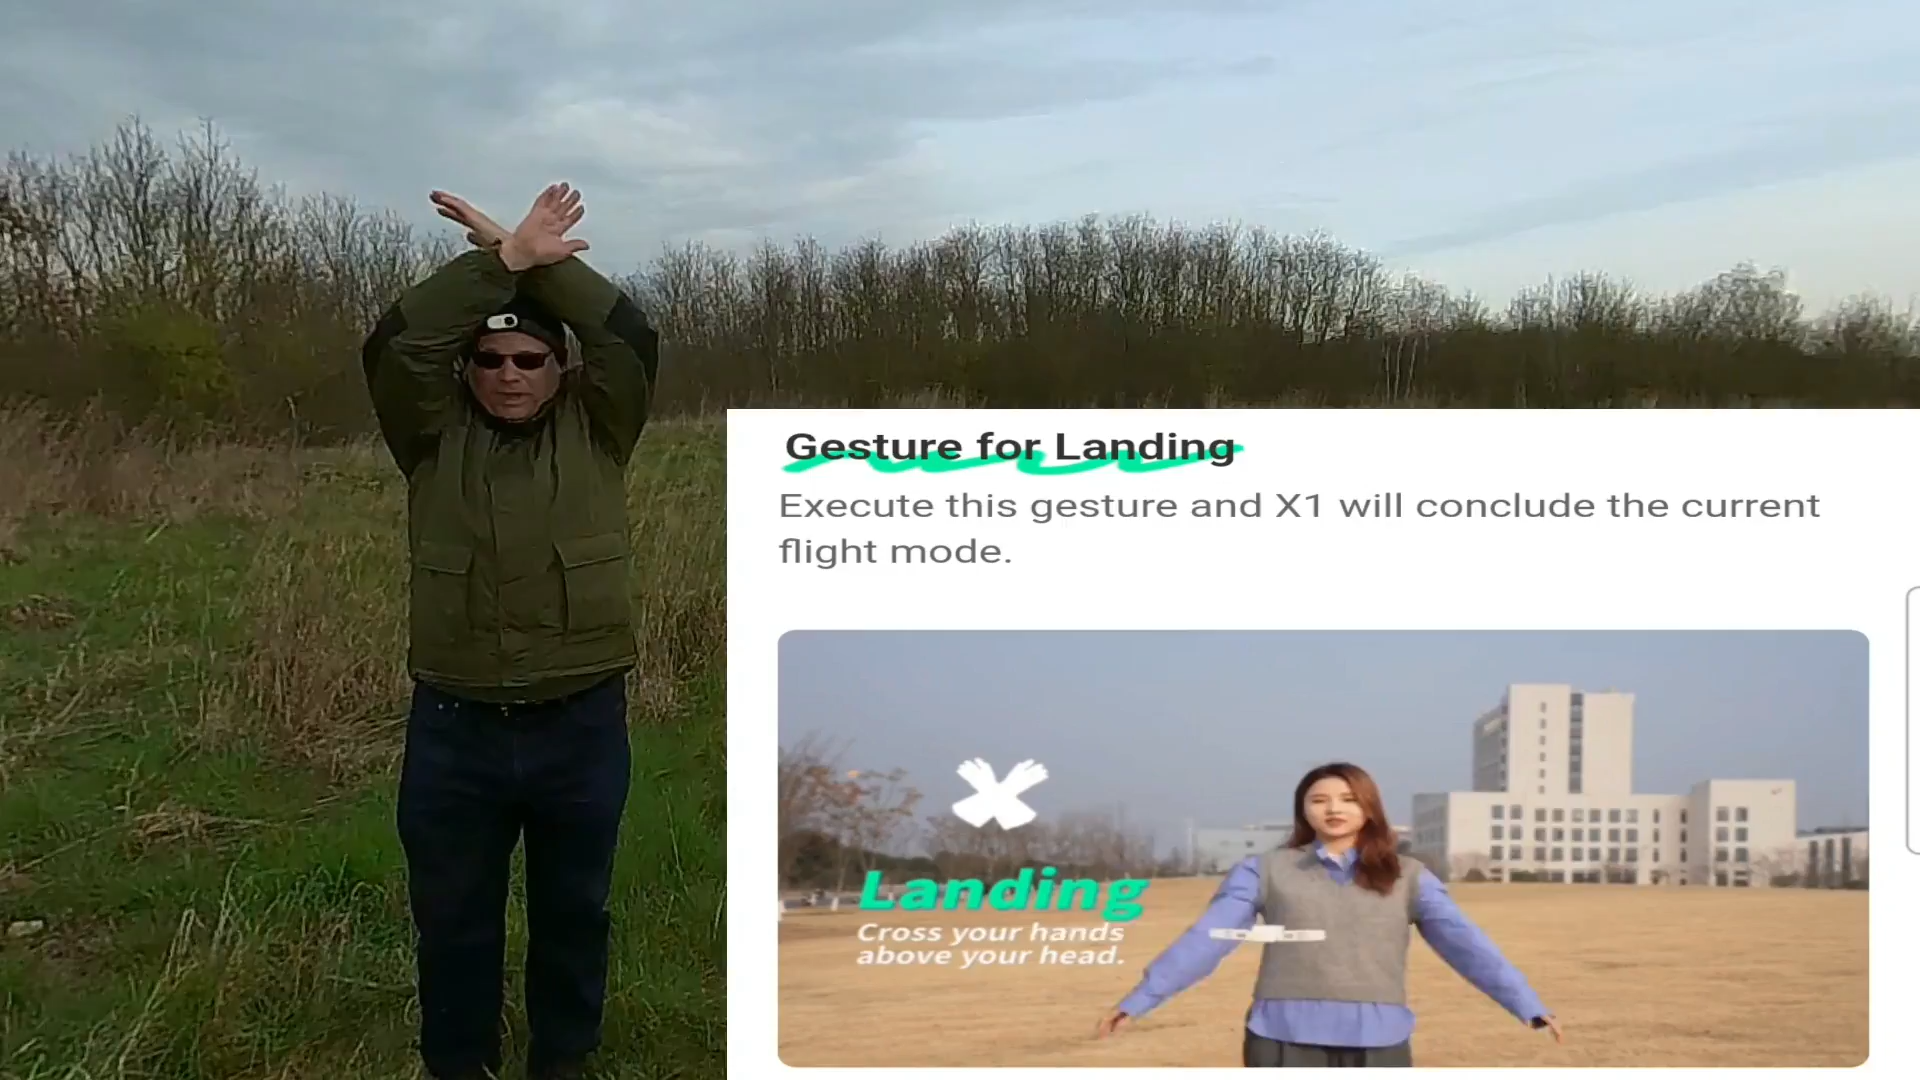 Gesture for Landing
Execute this gesture and X1 will conclude the current
flight mode.
Landing
Cross your hands
above your head.